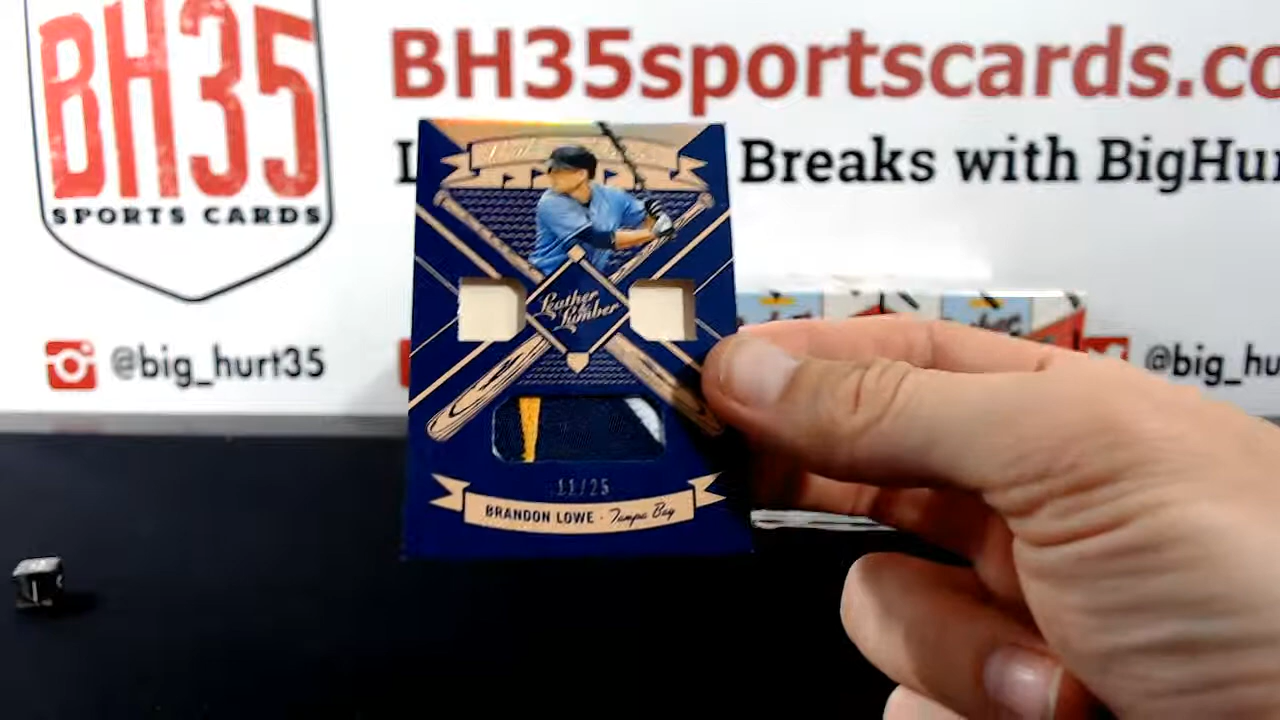 BH35
SPORTS CARDS
BH35sportscards.co
L
Breaks with BigHur
@big_hurt35
@big_hu
Leather
&
Lumber
11/25
BRANDON LOWE · Tampa Bay